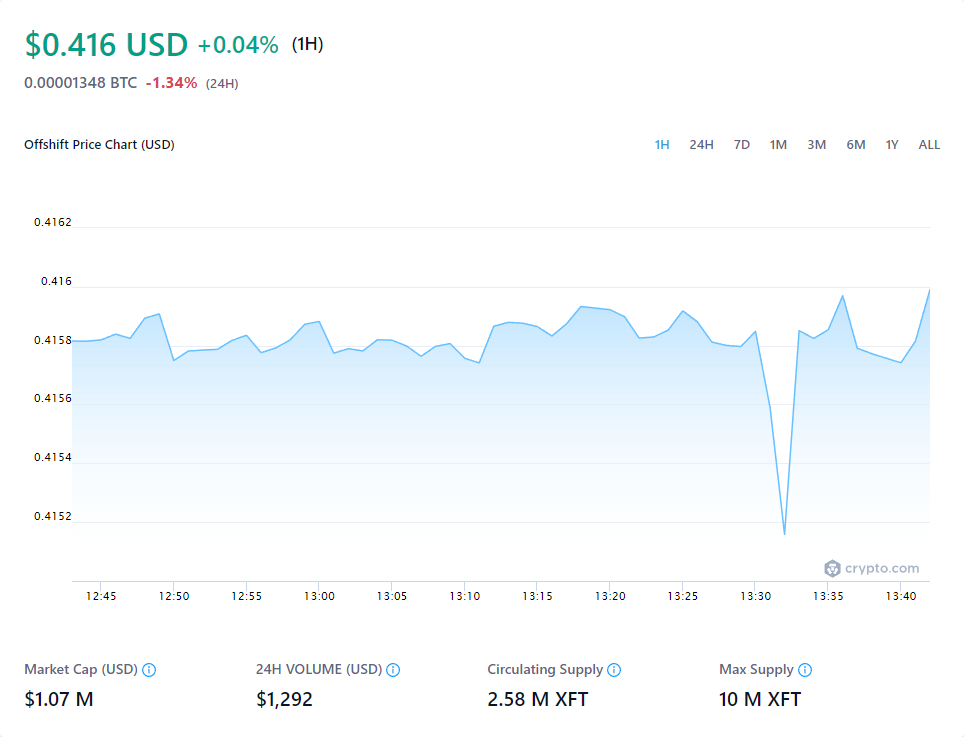 $0.416 USD +0.04% (1H)
0.00001348 BTC -1.34% (24H)
Offshift Price Chart (USD) 1H 24H 7D 1M 3M 6M 1Y ALL
0.4162
0.416
0.4158
0.4156
0.4154
0.4152
crypto.com
12:45 12:50 12:55 13:00 13:05 13:10 13:15 13:20 13:25 13:30 13:35 13:40
Market Cap (USD) 24H VOLUME (USD) Circulating Supply Max Supply
$1.07 M $1,292 2.58 M XFT 10 M XFT